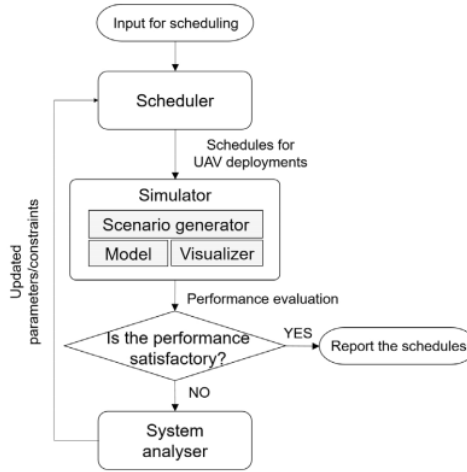 Input for scheduling
Scheduler
Schedules for
UAV deployments
Simulator
Scenario generator
Model
Visualizer
Updated
parameters/constraints
Performance evaluation
Is the performance
satisfactory?
YES
Report the schedules
NO
System
analyser